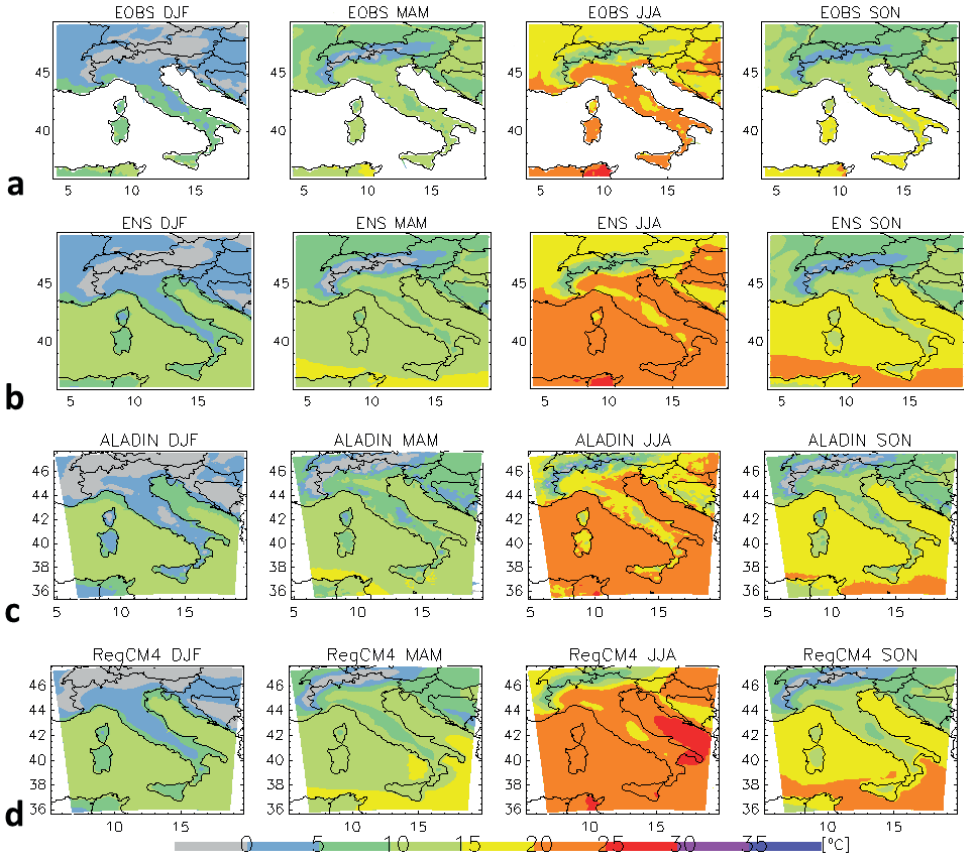 EOBS DJF EOBS MAM EOBS JJA EOBS SON
45
40
45
40
45
40
45
40
a
5 10 15 5 10 15 5 10 15 5 10 15
ENS DJF ENS MAM ENS JJA ENS SON
45
40
45
40
45
40
45
40
b
5 10 15 5 10 15 5 10 15 5 10 15
ALADIN DJF ALADIN MAM ALADIN JJA ALADIN SON
46 46 46 46
44 44 44 44
42 42 42 42
40 40 40 40
38 38 38 38
36 36 36 36
c
5 10 15 5 10 15 5 10 15 5 10 15
RegCM4 DJF RegCM4 MAM RegCM4 JJA RegCM4 SON
46 46 46 46
44 44 44 44
42 42 42 42
40 40 40 40
38 38 38 38
36 36 36 36
d
10 15 10 15 10 15 10 15
0 5 10 15 20 25 30 35 [°C]